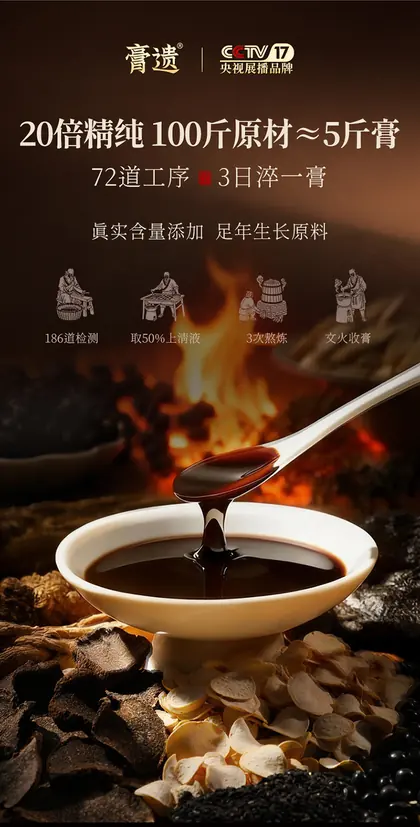 膏遗® CCTV 17
央视展播品牌
20倍精纯 100斤原材≈5斤膏
72道工序 3日淬一膏
真实含量添加 足年生长原料
186道检测 取50%上清液 3次熬炼 文火收膏